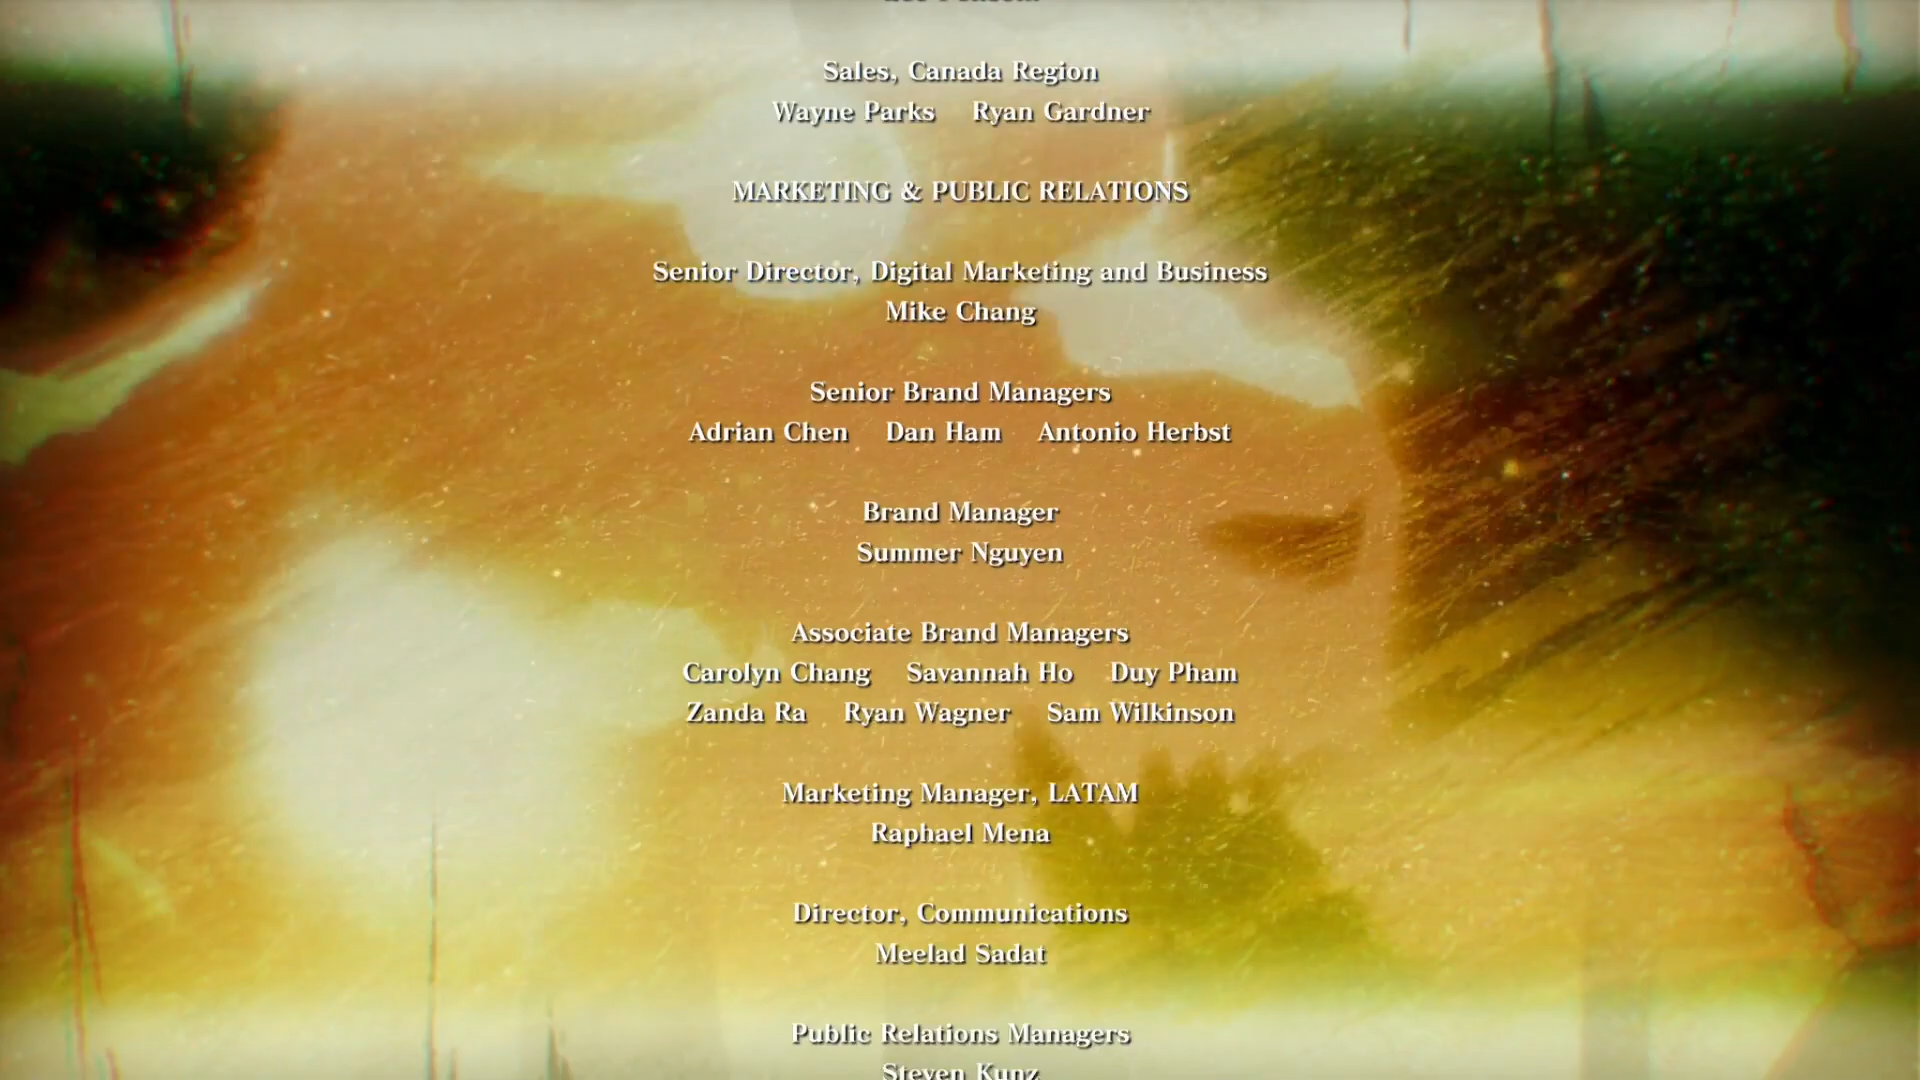 Sales, Canada Region
Wayne Parks Ryan Gardner
MARKETING & PUBLIC RELATIONS
Senior Director, Digital Marketing and Business
Mike Chang
Senior Brand Managers
Adrian Chen Dan Ham Antonio Herbst
Brand Manager
Summer Nguyen
Associate Brand Managers
Carolyn Chang Savannah Ho Duy Pham
Zanda Ra Ryan Wagner Sam Wilkinson
Marketing Manager, LATAM
Raphael Mena
Director, Communications
Meelad Sadat
Public Relations Managers
Steven Kunz